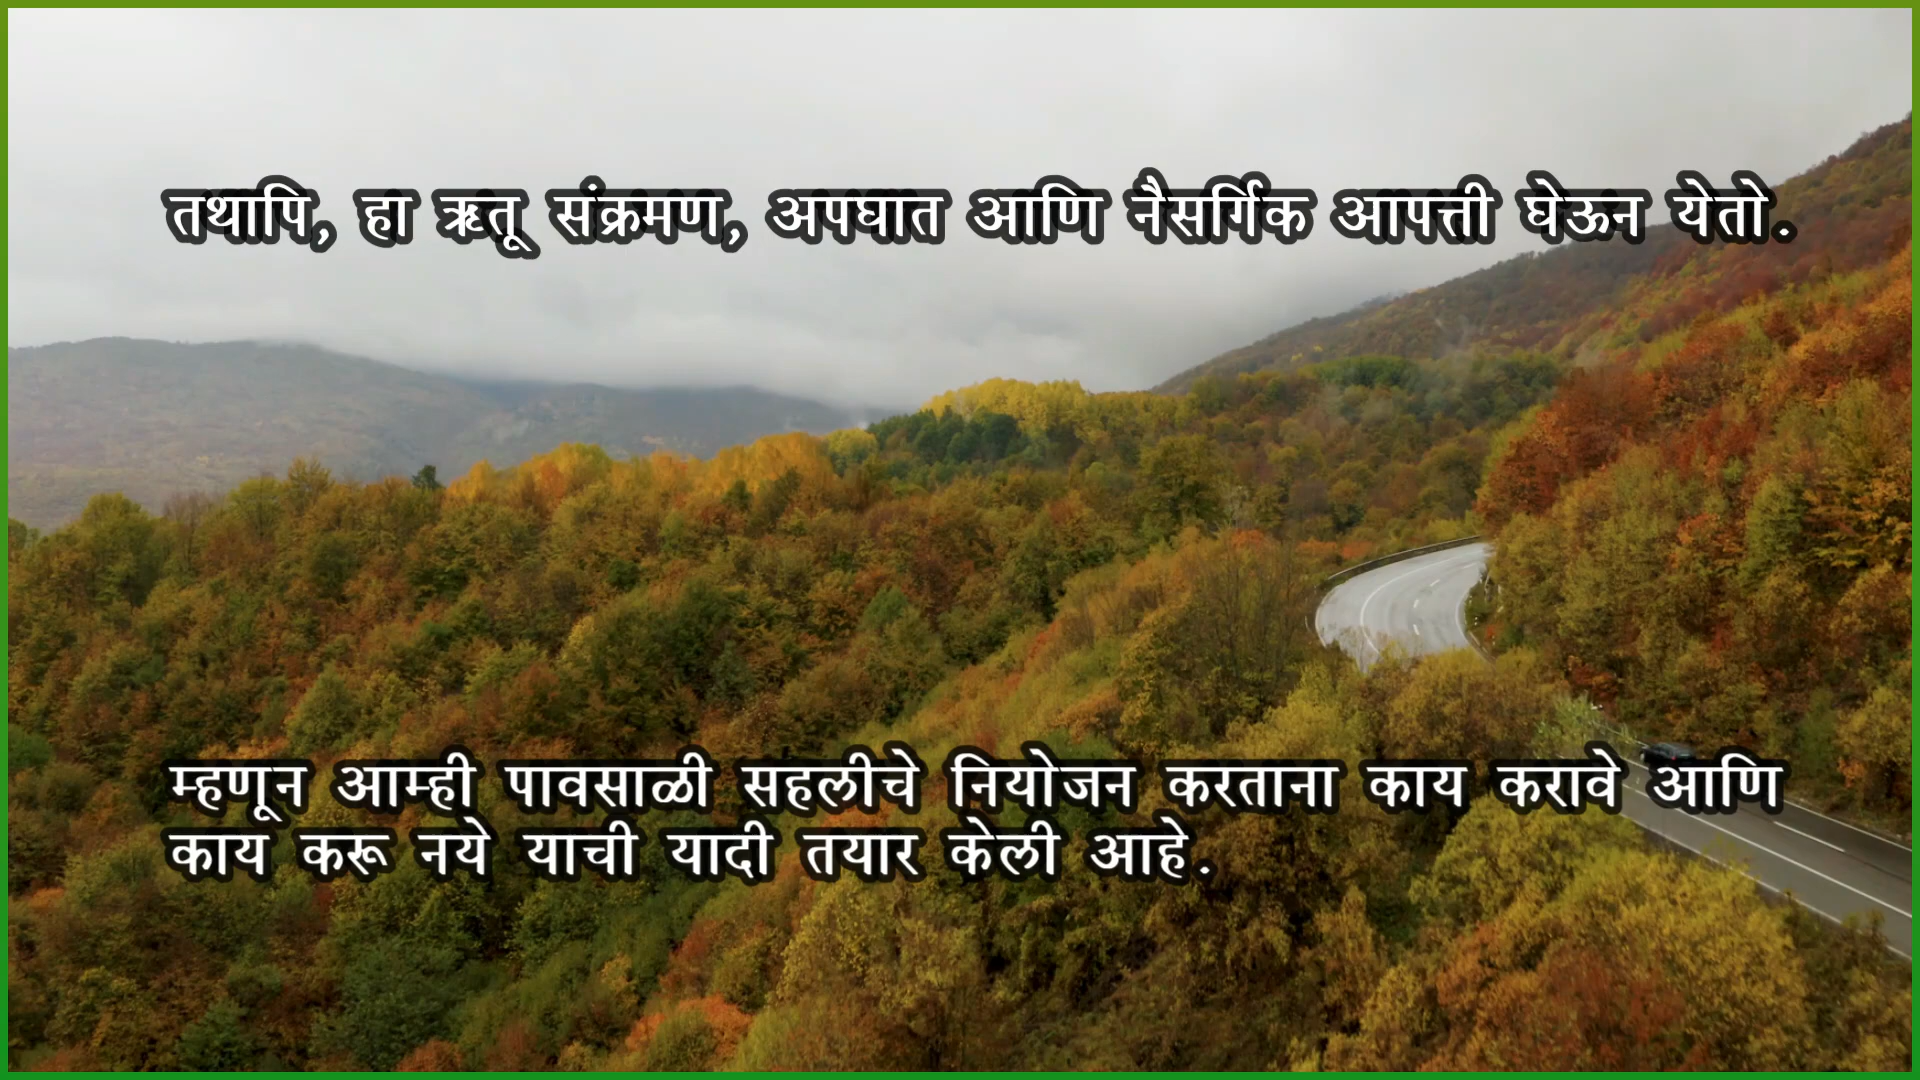 तथापि, हा ऋतू संक्रमण, अपघात आणि नैसर्गिक आपत्ती घेऊन येतो.
म्हणून आम्ही पावसाळी सहलीचे नियोजन करताना काय करावे आणि
काय करू नये याची यादी तयार केली आहे.